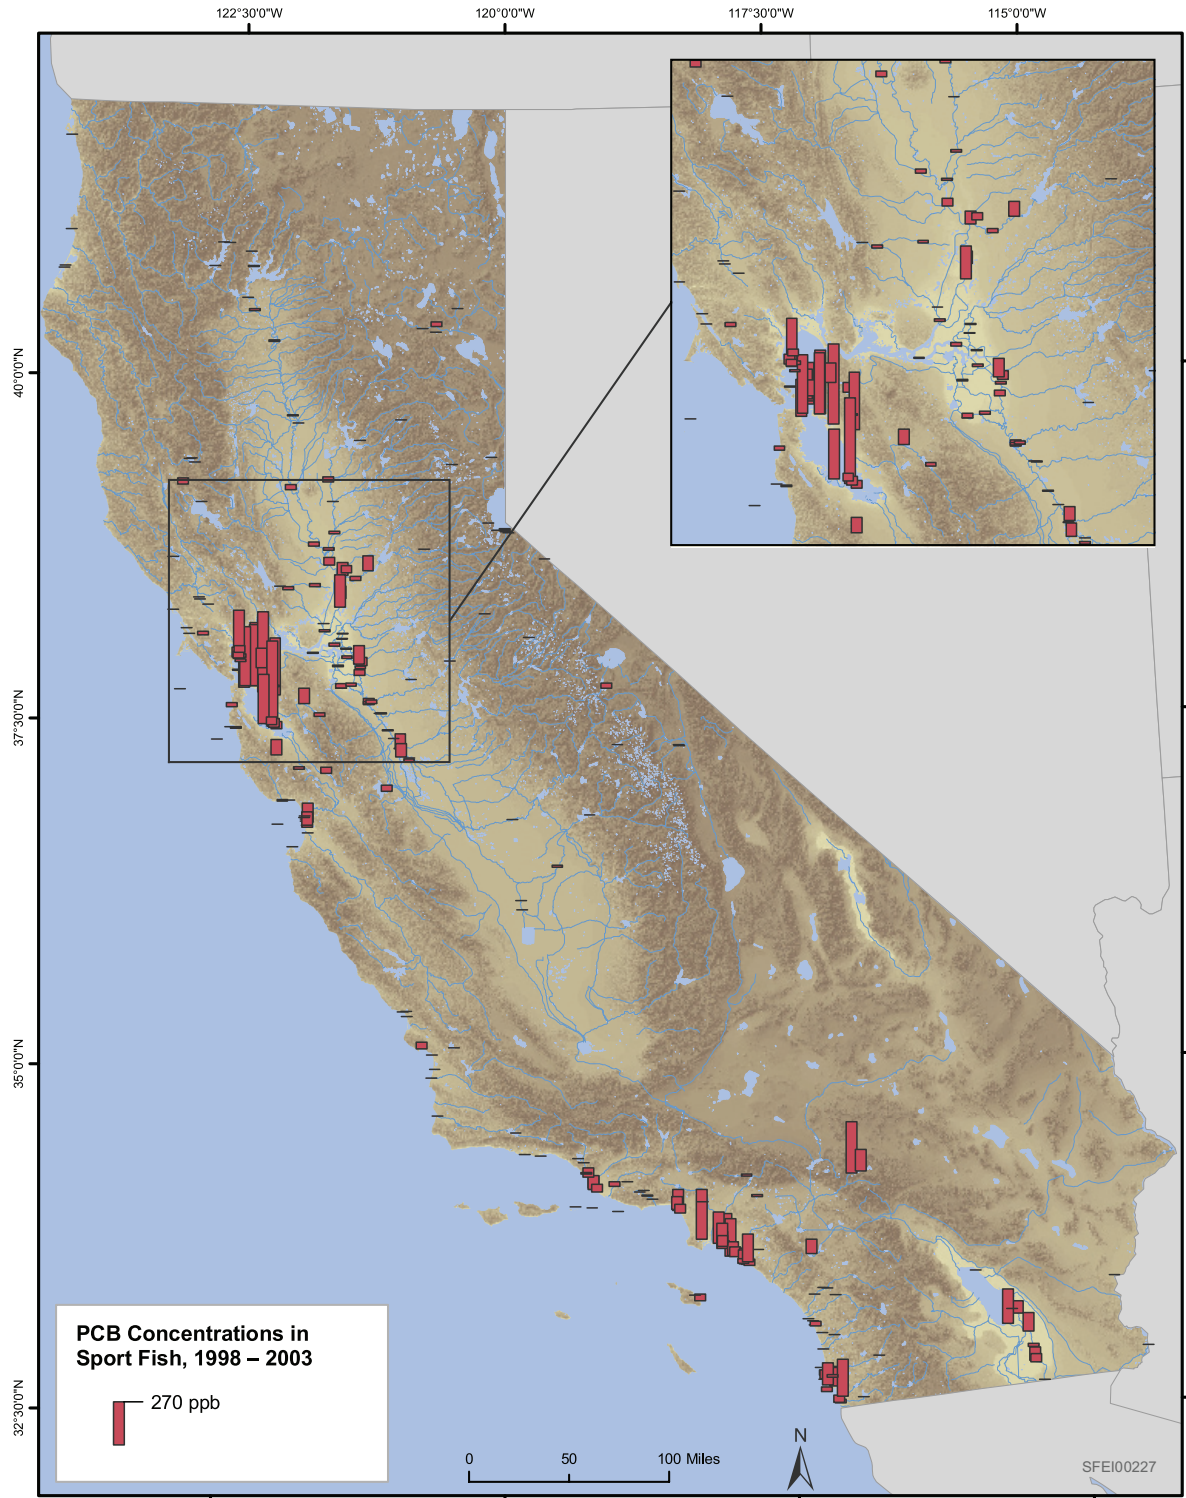 122°30'0"W 120°0'0"W 117°30'0"W 115°0'0"W
40°0'0"N
37°30'0"N
35°0'0"N
32°30'0"N
PCB Concentrations in
Sport Fish, 1998 – 2003
270 ppb
0 50 100 Miles
N
SFEI00227